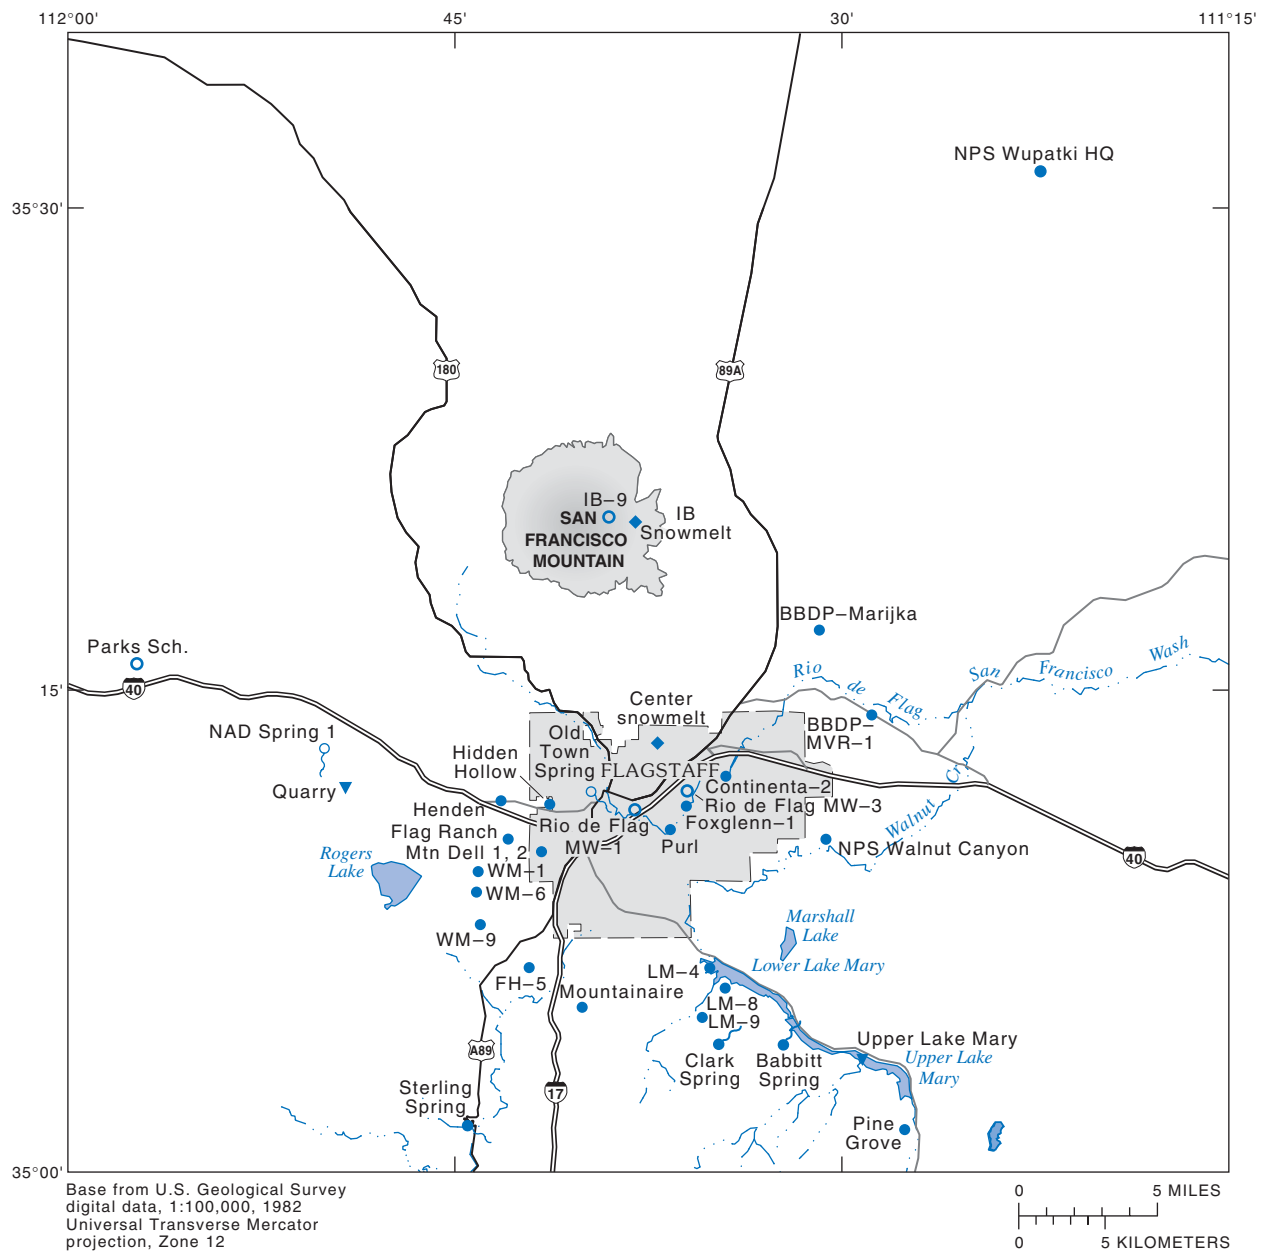 112°00'
45'
30'
111°15'
NPS Wupatki HQ
35°30'
180
89A
IB–9
SAN
FRANCISCO
MOUNTAIN
IB
Snowmelt
BBDP–Marijka
Parks Sch.
40
15'
Rio de Flag
San Francisco Wash
Center
snowmelt
NAD Spring 1
Old
Town
Spring
BBDP–
MVR–1
Hidden
Hollow
FLAGSTAFF
Quarry
Continenta–2
Henden
Rio de Flag MW–3
Foxglenn–1
Rio de Flag
MW–1
Walnut Cr
Flag Ranch
Purl
NPS Walnut Canyon
40
Mtn Dell 1, 2
Rogers
Lake
WM–1
WM–6
Marshall
Lake
WM–9
Lower Lake Mary
LM–4
FH–5
Mountainaire
LM–8
LM–9
Upper Lake Mary
Upper Lake
Mary
A89
Clark
Spring
Babbitt
Spring
17
Sterling
Spring
Pine
Grove
35°00'
Base from U.S. Geological Survey
digital data, 1:100,000, 1982
Universal Transverse Mercator
projection, Zone 12
0 5 MILES
0 5 KILOMETERS